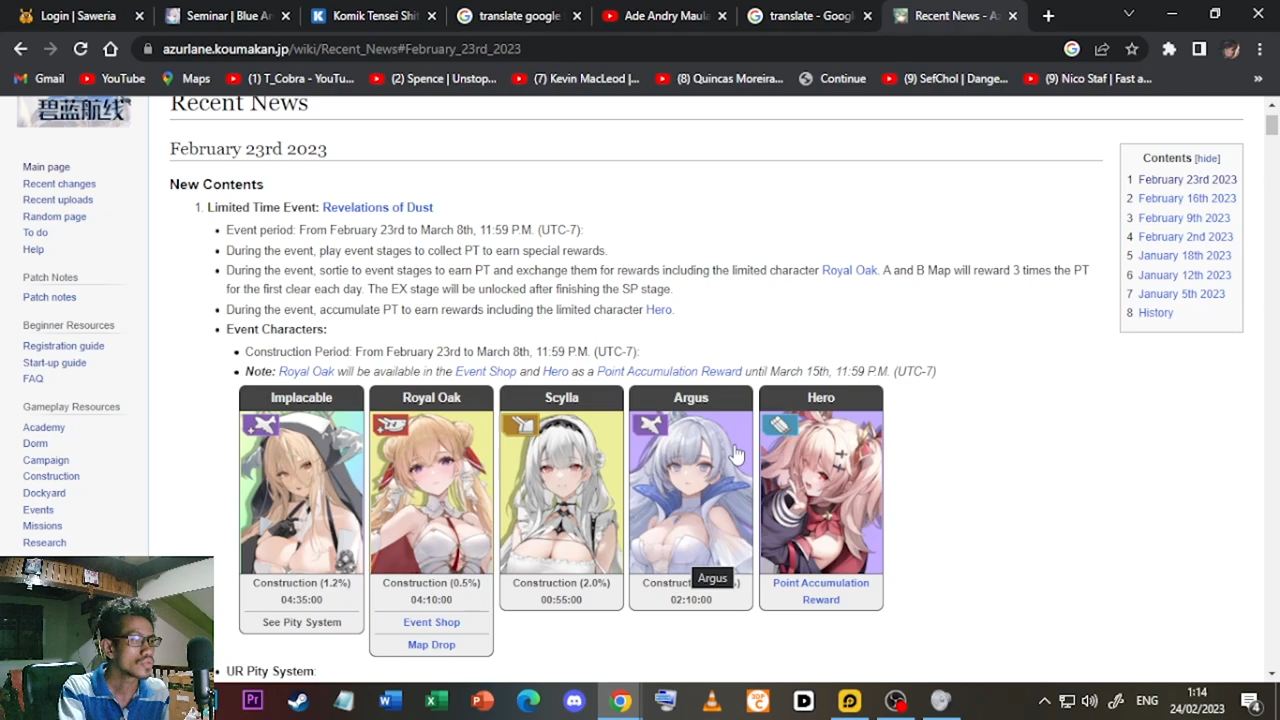 Login | Saweria
Seminar | Blue An
Komik Tensei Shit
translate google
Ade Andry Maula
translate - Goog
Recent News - Az
azurlane.koumakan.jp/wiki/Recent_News#February_23rd_2023
Gmail
YouTube
Maps
(1) T_Cobra - YouTu...
(2) Spence | Unstop...
(7) Kevin MacLeod |...
(8) Quincas Moreira...
Continue
(9) SefChol | Dange...
(9) Nico Staf | Fast a...
碧蓝航线
Main page
Recent changes
Recent uploads
Random page
To do
Help
Patch Notes
Patch notes
Beginner Resources
Registration guide
Start-up guide
FAQ
Gameplay Resources
Academy
Dorm
Campaign
Construction
Dockyard
Events
Missions
Research
Recent News
February 23rd 2023
New Contents
1. Limited Time Event: Revelations of Dust
Event period: From February 23rd to March 8th, 11:59 P.M. (UTC-7):
During the event, play event stages to collect PT to earn special rewards.
During the event, sortie to event stages to earn PT and exchange them for rewards including the limited character Royal Oak. A and B Map will reward 3 times the PT
for the first clear each day. The EX stage will be unlocked after finishing the SP stage.
During the event, accumulate PT to earn rewards including the limited character Hero.
Event Characters:
Construction Period: From February 23rd to March 8th, 11:59 P.M. (UTC-7):
Note: Royal Oak will be available in the Event Shop and Hero as a Point Accumulation Reward until March 15th, 11:59 P.M. (UTC-7)
Implacable
Construction (1.2%)
04:35:00
See Pity System
Royal Oak
Construction (0.5%)
04:10:00
Event Shop
Map Drop
Scylla
Construction (2.0%)
00:55:00
Argus
Argus
02:10:00
Hero
Point Accumulation
Reward
UR Pity System:
Contents [hide]
1 February 23rd 2023
2 February 16th 2023
3 February 9th 2023
4 February 2nd 2023
5 January 18th 2023
6 January 12th 2023
7 January 5th 2023
8 History
ENG
1:14
24/02/2023
4